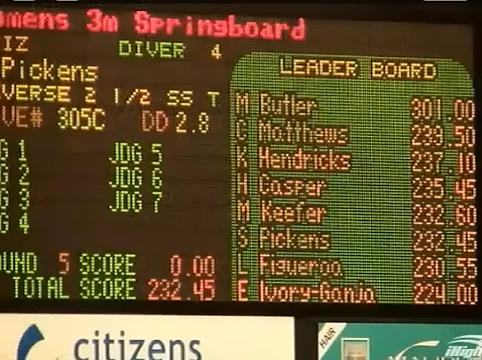 mens 3m Springboard
IZ DIVER 4
Pickens
VERSE 2 1/2 SS T
VE# 305C DD 2.8
G 1 JDG 5
G 2 JDG 6
G 3 JDG 7
G 4
UND 5 SCORE 0.00
TOTAL SCORE 232.45
LEADER BOARD
M Butler 301.00
C Matthews 239.50
K Hendricks 237.10
H Casper 235.45
M Keefer 232.60
S Pickens 232.45
L Figueroa 230.55
E Ivory-Ganja 224.00
citizens
HAIR